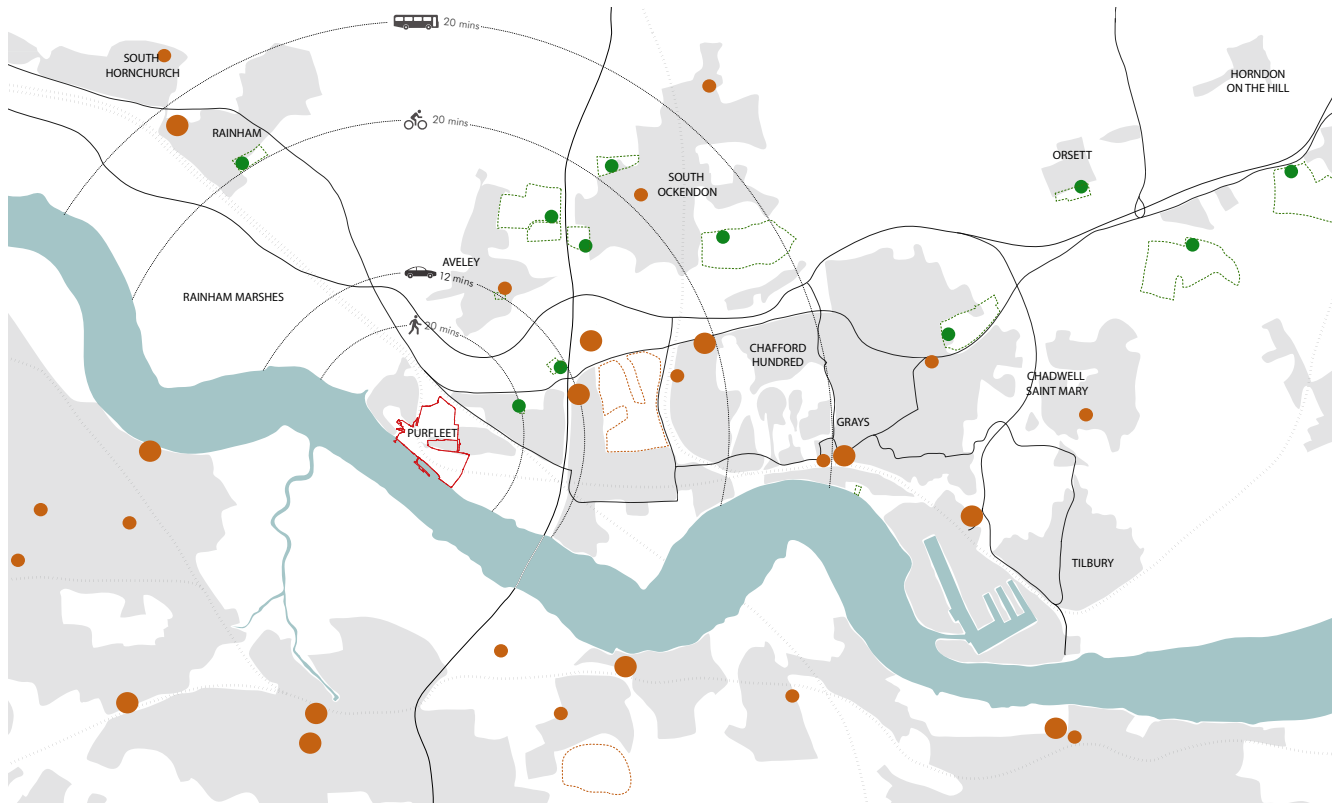 20 mins
SOUTH
HORNCHURCH
HORNDON
ON THE HILL
20 mins
RAINHAM
ORSETT
SOUTH
OCKENDON
AVELEY
12 mins
RAINHAM MARSHES
20 mins
CHAFFORD
HUNDRED
CHADWELL
SAINT MARY
GRAYS
PURFLEET
TILBURY